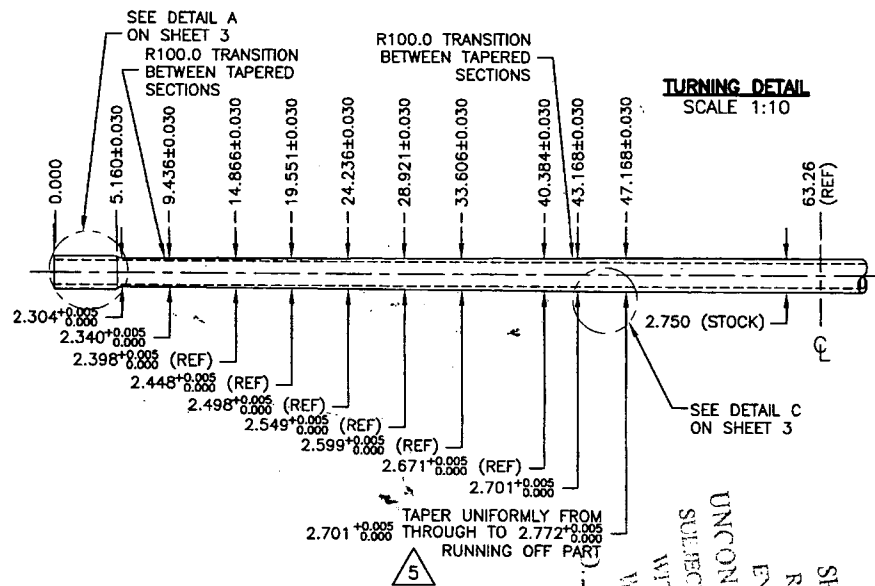 SEE DETAIL A
ON SHEET 3
R100.0 TRANSITION
BETWEEN TAPERED
SECTIONS
R100.0 TRANSITION
BETWEEN TAPERED
SECTIONS
TURNING DETAIL
SCALE 1:10
0.000
5.160±0.030
9.436±0.030
14.866±0.030
19.551±0.030
24.236±0.030
28.921±0.030
33.606±0.030
40.384±0.030
43.168±0.030
47.168±0.030
63.26
(REF)
2.304+0.005 0.000
2.340+0.005 0.000
2.398+0.005 0.000 (REF)
2.448+0.005 0.000 (REF)
2.498+0.005 0.000 (REF)
2.549+0.005 0.000 (REF)
2.599+0.005 0.000 (REF)
2.671+0.005 0.000 (REF)
2.701+0.005 0.000
2.750 (STOCK)
℄
SEE DETAIL C
ON SHEET 3
TAPER UNIFORMLY FROM
2.701+0.005 0.000 THROUGH TO 2.772+0.005 0.000
RUNNING OFF PART
5